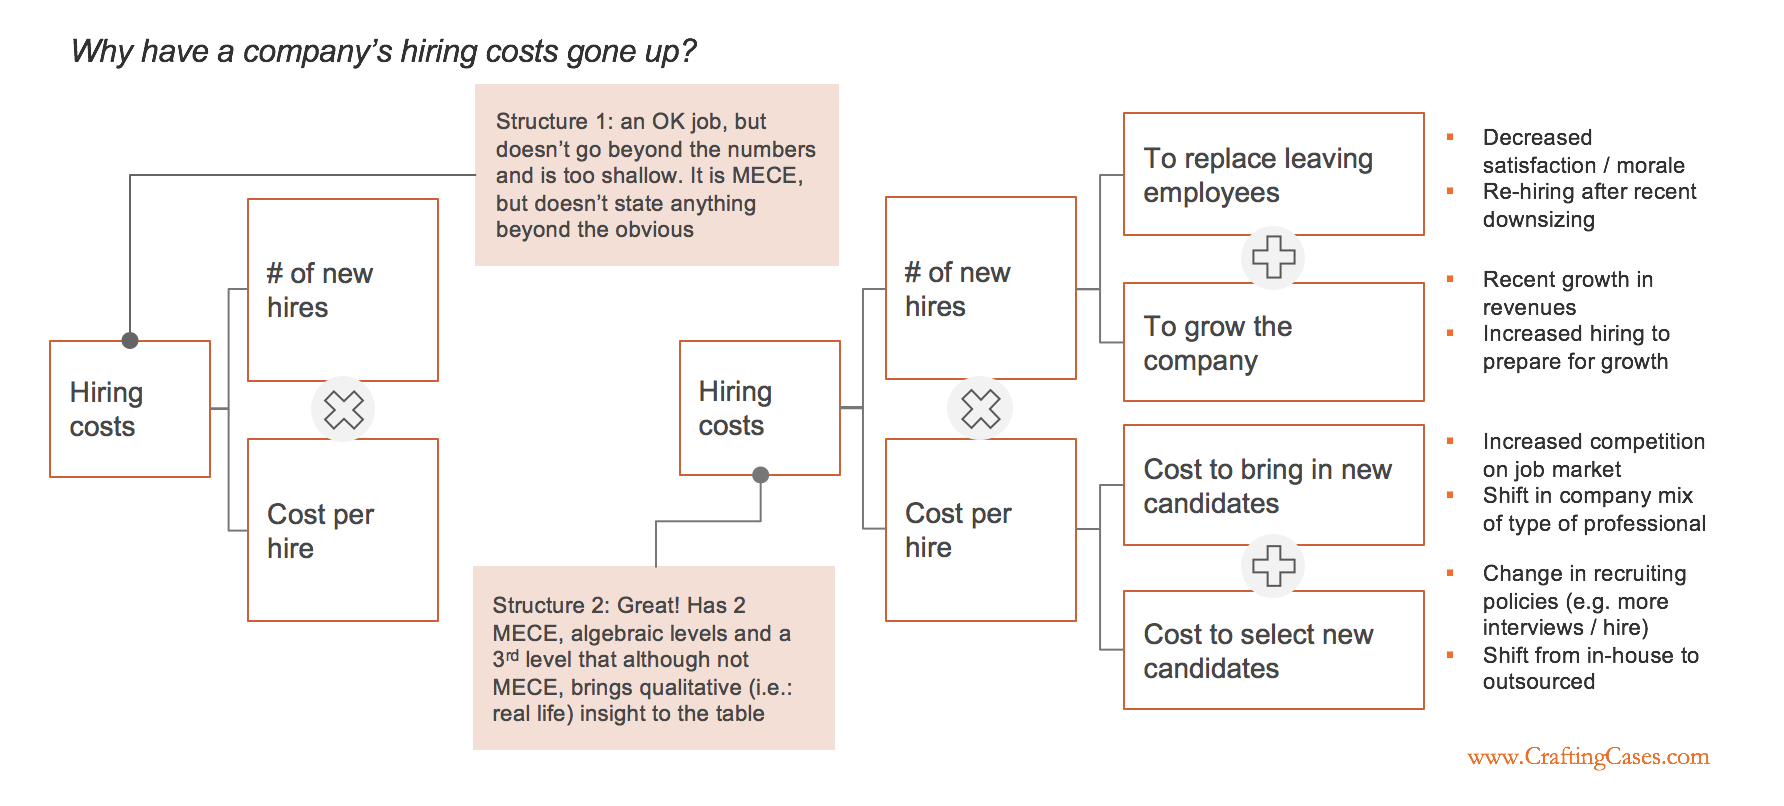 Why have a company's hiring costs gone up?
Structure 1: an OK job, but
doesn't go beyond the numbers
and is too shallow. It is MECE,
but doesn't state anything
beyond the obvious
Hiring
costs
# of new
hires
Cost per
hire
Structure 2: Great! Has 2
MECE, algebraic levels and a
3rd level that although not
MECE, brings qualitative (i.e.:
real life) insight to the table
Hiring
costs
# of new
hires
Cost per
hire
To replace leaving
employees
To grow the
company
Cost to bring in new
candidates
Cost to select new
candidates
Decreased
satisfaction / morale
Re-hiring after recent
downsizing
Recent growth in
revenues
Increased hiring to
prepare for growth
Increased competition
on job market
Shift in company mix
of type of professional
Change in recruiting
policies (e.g. more
interviews / hire)
Shift from in-house to
outsourced
www.CraftingCases.com